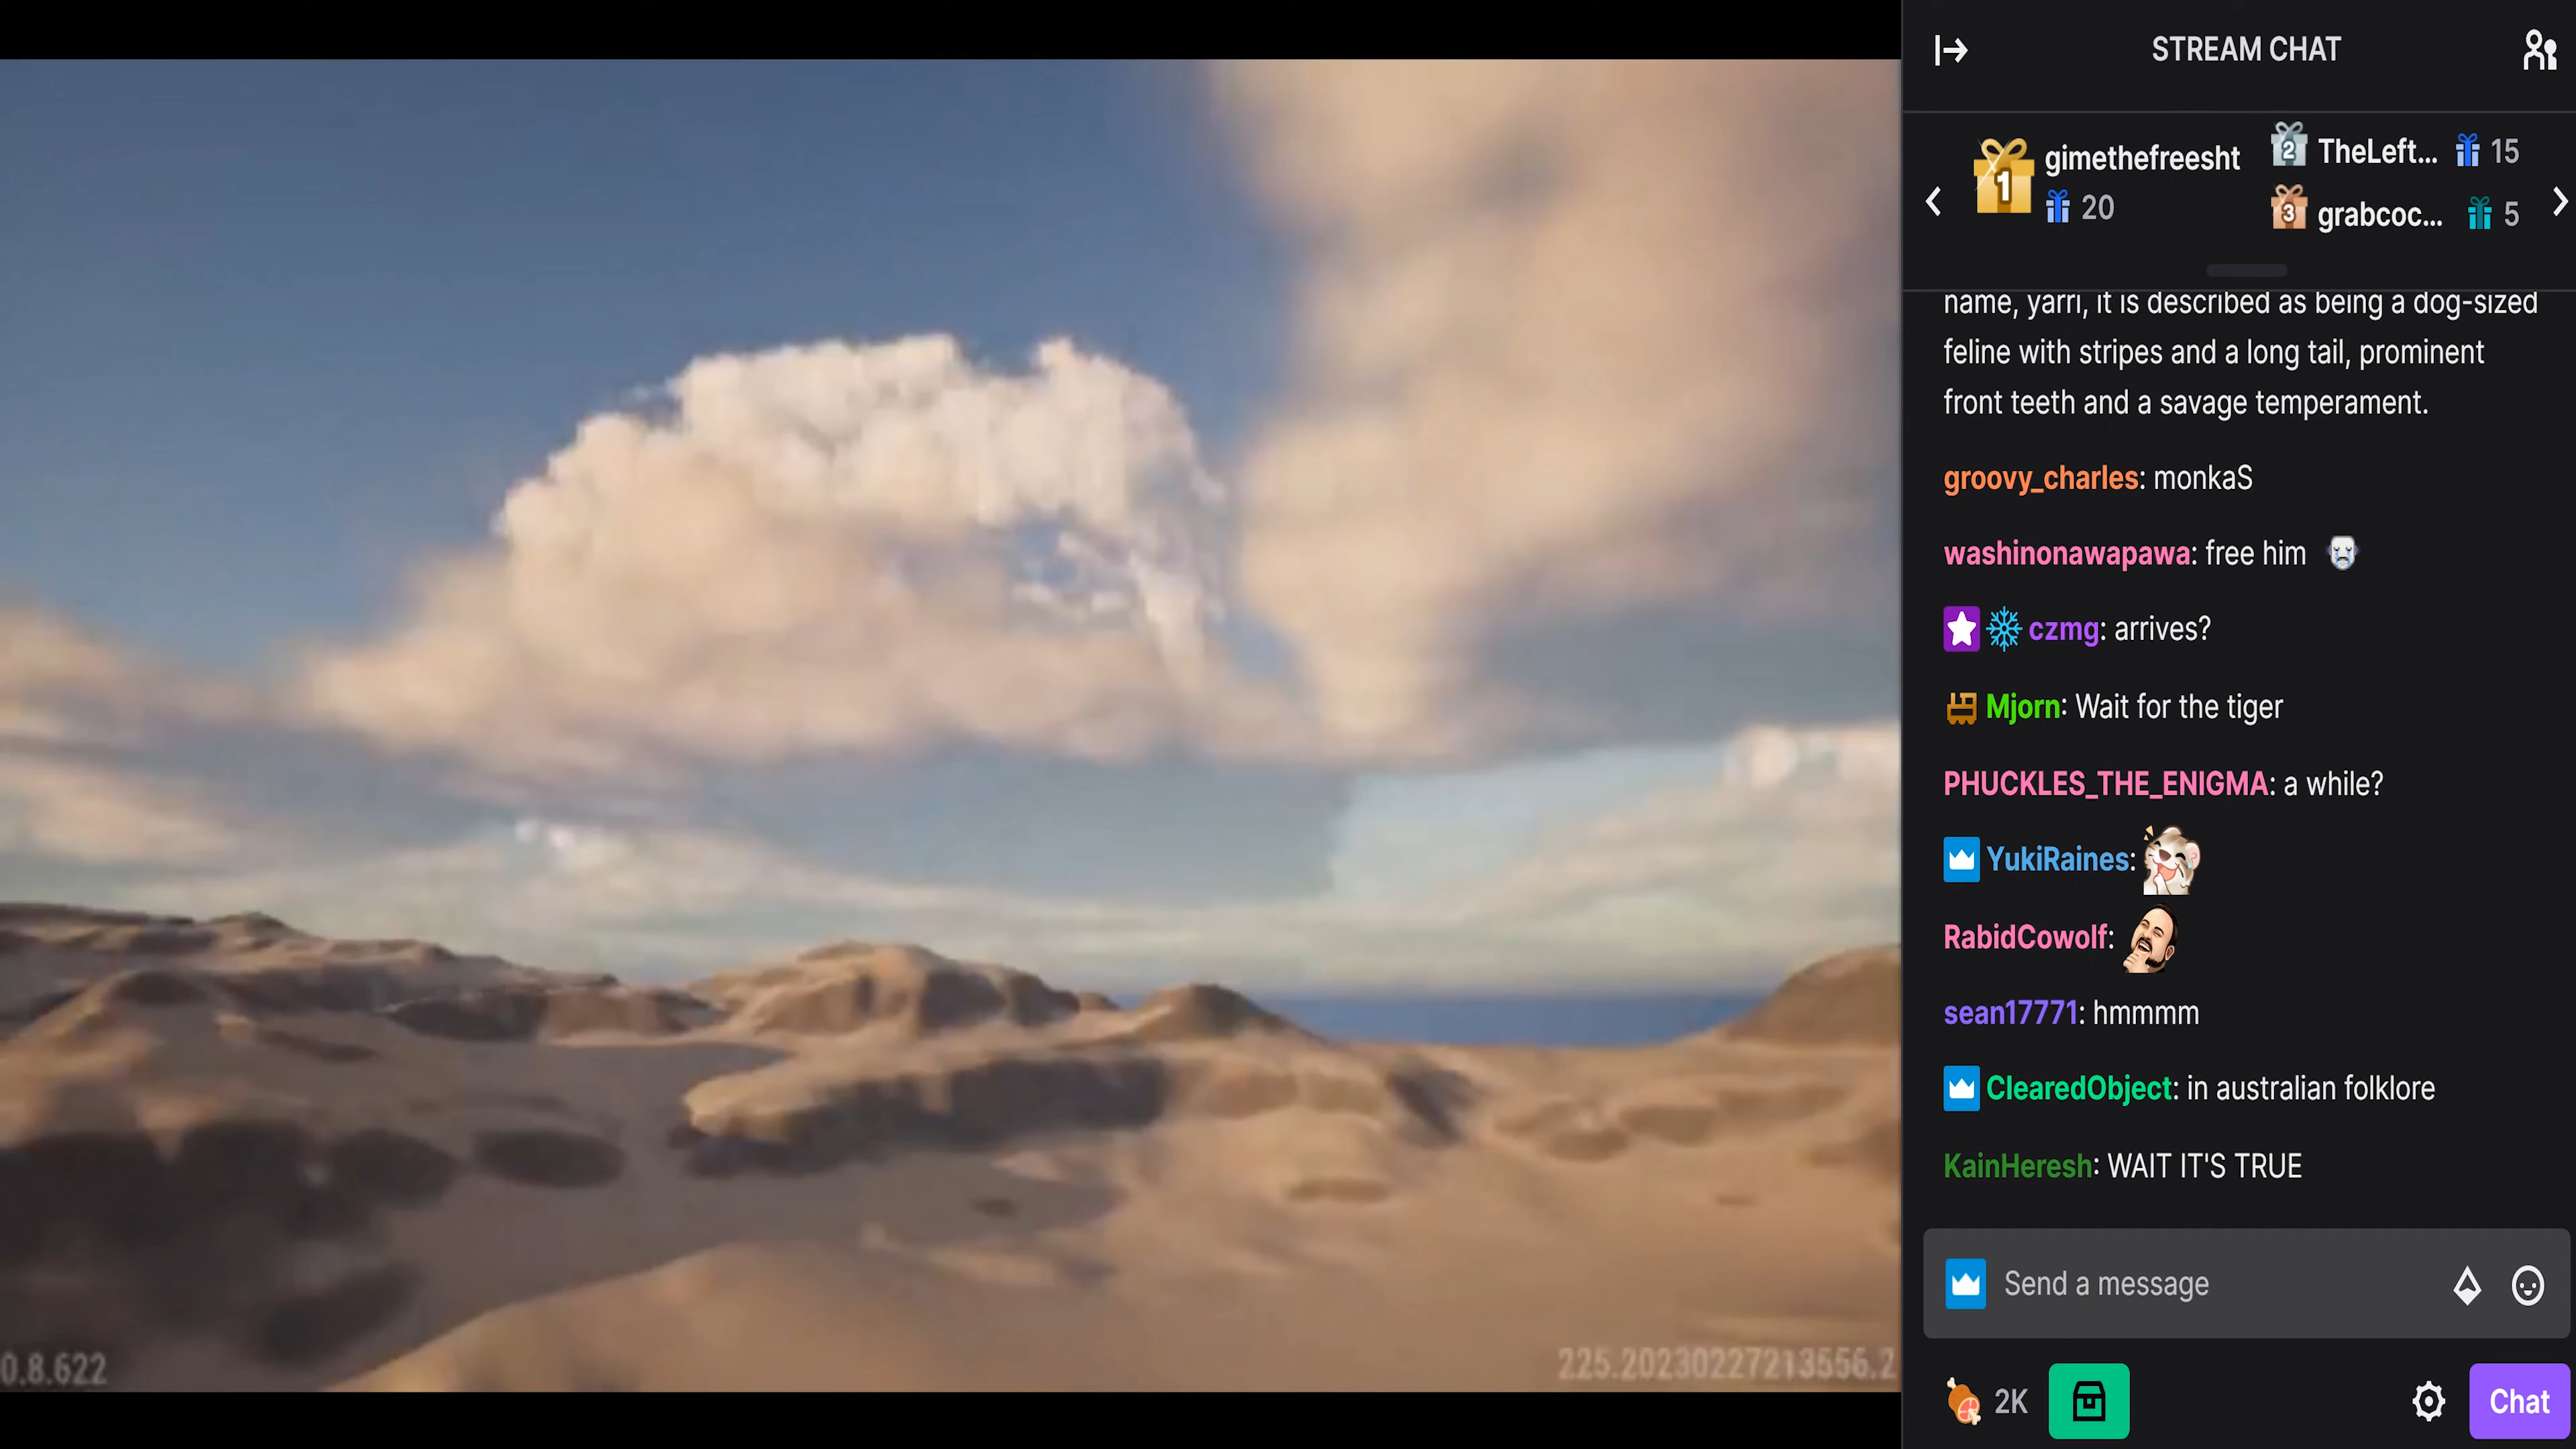 STREAM CHAT
1
gimethefreesht
20
2
TheLeft...
15
3
grabcoc...
5
name, yarri, it is described as being a dog-sized
feline with stripes and a long tail, prominent
front teeth and a savage temperament.
groovy_charles: monkaS
washinonawapawa: free him
czmg: arrives?
Mjorn: Wait for the tiger
PHUCKLES_THE_ENIGMA: a while?
YukiRaines:
RabidCowolf:
sean17771: hmmmm
ClearedObject: in australian folklore
KainHeresh: WAIT IT'S TRUE
Send a message
2K
Chat
0.8.622
225.20230227213556.2